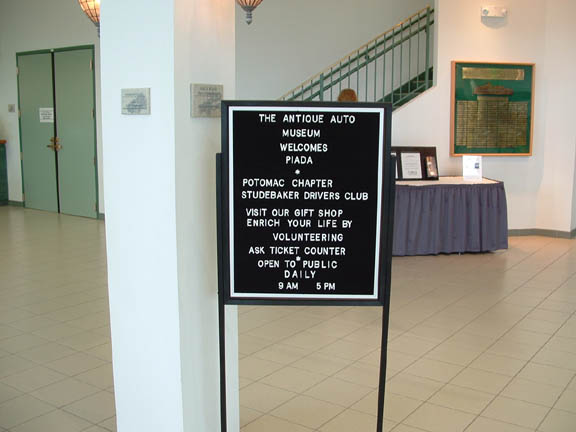 THE ANTIQUE AUTO
MUSEUM
WELCOMES
PIADA
*
POTOMAC CHAPTER
STUDEBAKER DRIVERS CLUB
VISIT OUR GIFT SHOP
ENRICH YOUR LIFE BY
VOLUNTEERING
ASK TICKET COUNTER
*
OPEN TO PUBLIC
DAILY
9 AM 5 PM